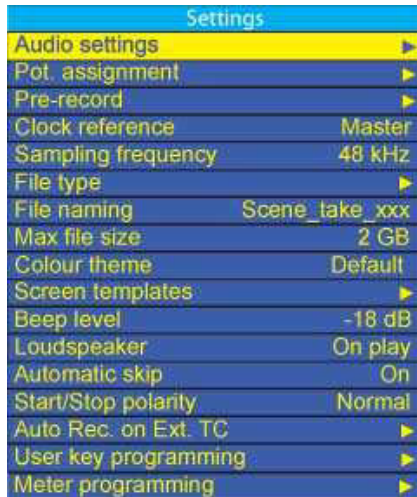 Settings
Audio settings
Pot. assignment
Pre-record
Clock reference Master
Sampling frequency 48 kHz
File type
File naming Scene_take_xxx
Max file size 2 GB
Colour theme Default
Screen templates
Beep level -18 dB
Loudspeaker On play
Automatic skip On
Start/Stop polarity Normal
Auto Rec. on Ext. TC
User key programming
Meter programming